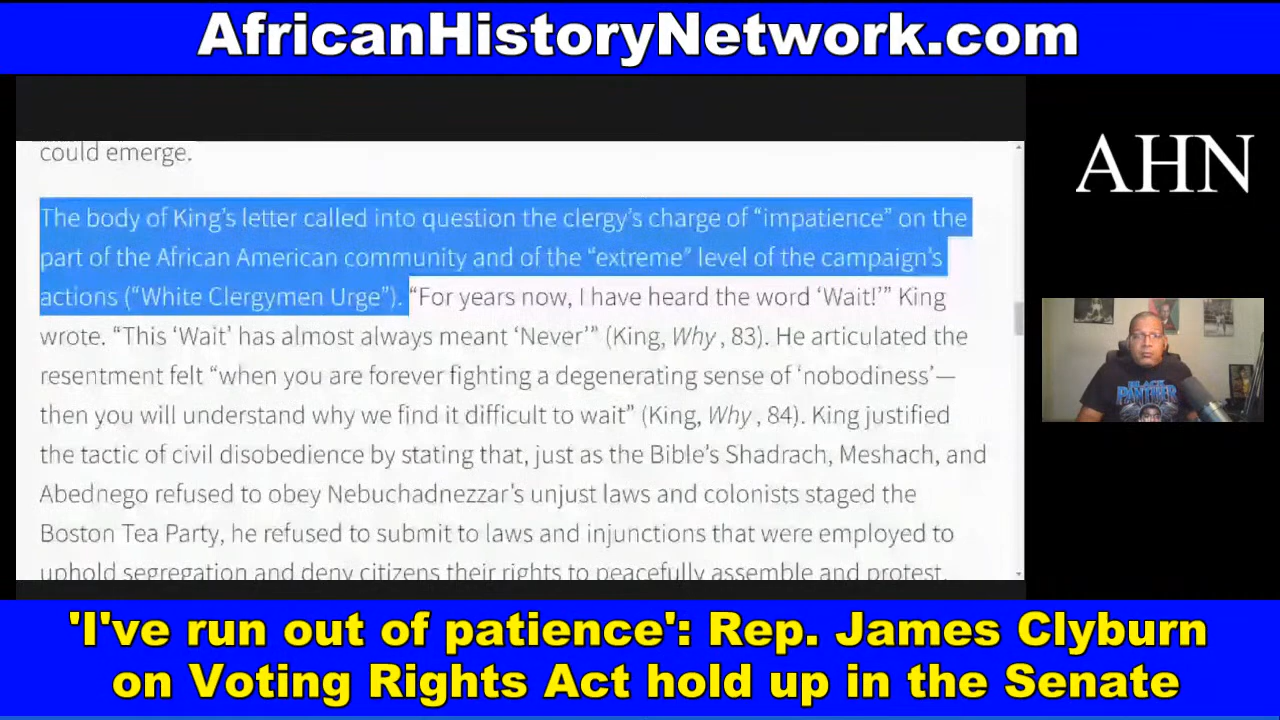 AfricanHistoryNetwork.com
AHN
could emerge.
The body of King's letter called into question the clergy's charge of “impatience” on the
part of the African American community and of the “extreme” level of the campaign's
actions (“White Clergymen Urge”). “For years now, I have heard the word ‘Wait!’” King
wrote. “This ‘Wait’ has almost always meant ‘Never’” (King, Why , 83). He articulated the
resentment felt “when you are forever fighting a degenerating sense of ‘nobodiness’—
then you will understand why we find it difficult to wait” (King, Why , 84). King justified
the tactic of civil disobedience by stating that, just as the Bible's Shadrach, Meshach, and
Abednego refused to obey Nebuchadnezzar's unjust laws and colonists staged the
Boston Tea Party, he refused to submit to laws and injunctions that were employed to
uphold segregation and deny citizens their rights to peacefully assemble and protest.
BLACK
PANTHER
'I've run out of patience': Rep. James Clyburn
on Voting Rights Act hold up in the Senate